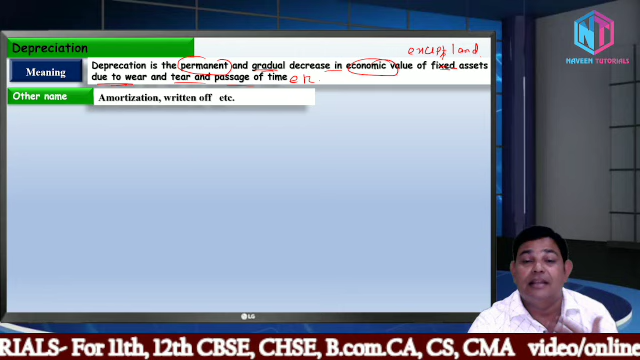 Depreciation
except land
NAVEEN TUTORIALS
Meaning
Deprecation is the permanent and gradual decrease in economic value of fixed assets
due to wear and tear and passage of time
Other name
Amortization, written off etc.
LG
RIALS- For 11th, 12th CBSE, CHSE, B.com.CA, CS, CMA video/online